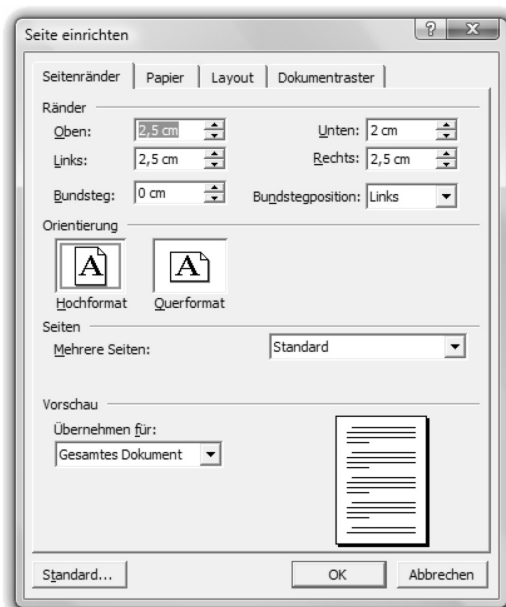 Seite einrichten
Seitenränder Papier Layout Dokumentraster
Ränder
Oben: 2,5 cm Unten: 2 cm
Links: 2,5 cm Rechts: 2,5 cm
Bundsteg: 0 cm Bundstegposition: Links
Orientierung
A A
Hochformat Querformat
Seiten
Mehrere Seiten: Standard
Vorschau
Übernehmen für:
Gesamtes Dokument
Standard... OK Abbrechen